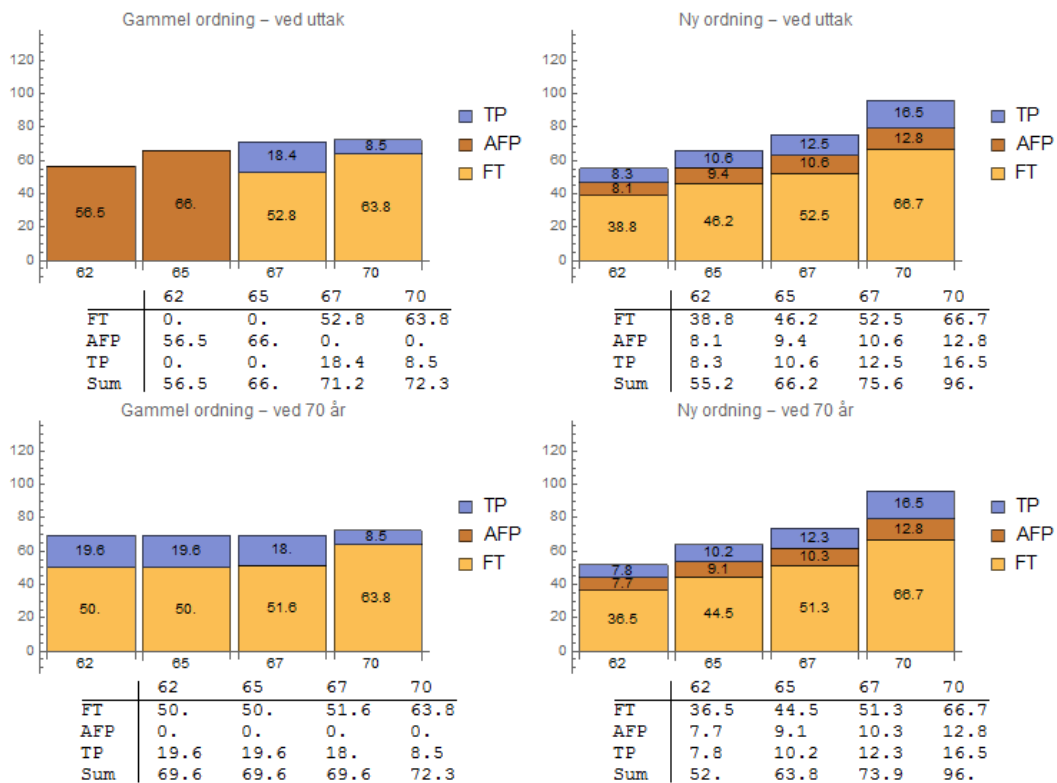 Gammel ordning – ved uttak
120
100
80
60
40
20
0
56.5
66.
18.4
52.8
8.5
63.8
62 65 67 70
TP
AFP
FT
62 65 67 70
FT 0. 0. 52.8 63.8
AFP 56.5 66. 0. 0.
TP 0. 0. 18.4 8.5
Sum 56.5 66. 71.2 72.3
Ny ordning – ved uttak
120
100
80
60
40
20
0
8.3
8.1
38.8
10.6
9.4
46.2
12.5
10.6
52.5
16.5
12.8
66.7
62 65 67 70
TP
AFP
FT
62 65 67 70
FT 38.8 46.2 52.5 66.7
AFP 8.1 9.4 10.6 12.8
TP 8.3 10.6 12.5 16.5
Sum 55.2 66.2 75.6 96.
Gammel ordning – ved 70 år
120
100
80
60
40
20
0
19.6
50.
19.6
50.
18.
51.6
8.5
63.8
62 65 67 70
TP
AFP
FT
62 65 67 70
FT 50. 50. 51.6 63.8
AFP 0. 0. 0. 0.
TP 19.6 19.6 18. 8.5
Sum 69.6 69.6 69.6 72.3
Ny ordning – ved 70 år
120
100
80
60
40
20
0
7.8
7.7
36.5
10.2
9.1
44.5
12.3
10.3
51.3
16.5
12.8
66.7
62 65 67 70
TP
AFP
FT
62 65 67 70
FT 36.5 44.5 51.3 66.7
AFP 7.7 9.1 10.3 12.8
TP 7.8 10.2 12.3 16.5
Sum 52. 63.8 73.9 96.